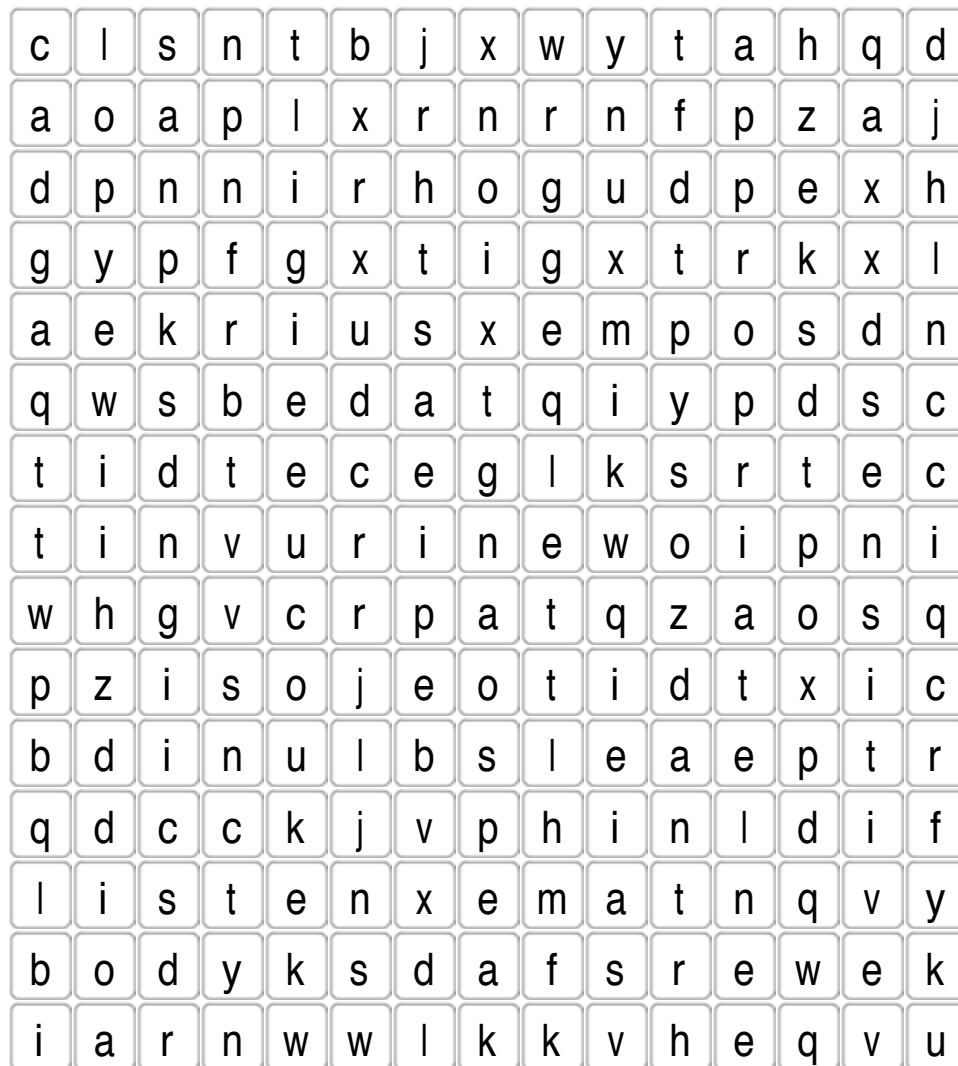 c l s n t b j x w y t a h q d
a o a p l x r n r n f p z a j
d p n n i r h o g u d p e x h
g y p f g x t i g x t r k x l
a e k r i u s x e m p o s d n
q w s b e d a t q i y p d s c
t i d t e c e g l k s r t e c
t i n v u r i n e w o i p n i
w h g v c r p a t q z a o s q
p z i s o j e o t i d t x i c
b d i n u l b s l e a e p t r
q d c c k j v p h i n l d i f
l i s t e n x e m a t n q v y
b o d y k s d a f s r e w e k
i a r n w w l k k v h e q v u